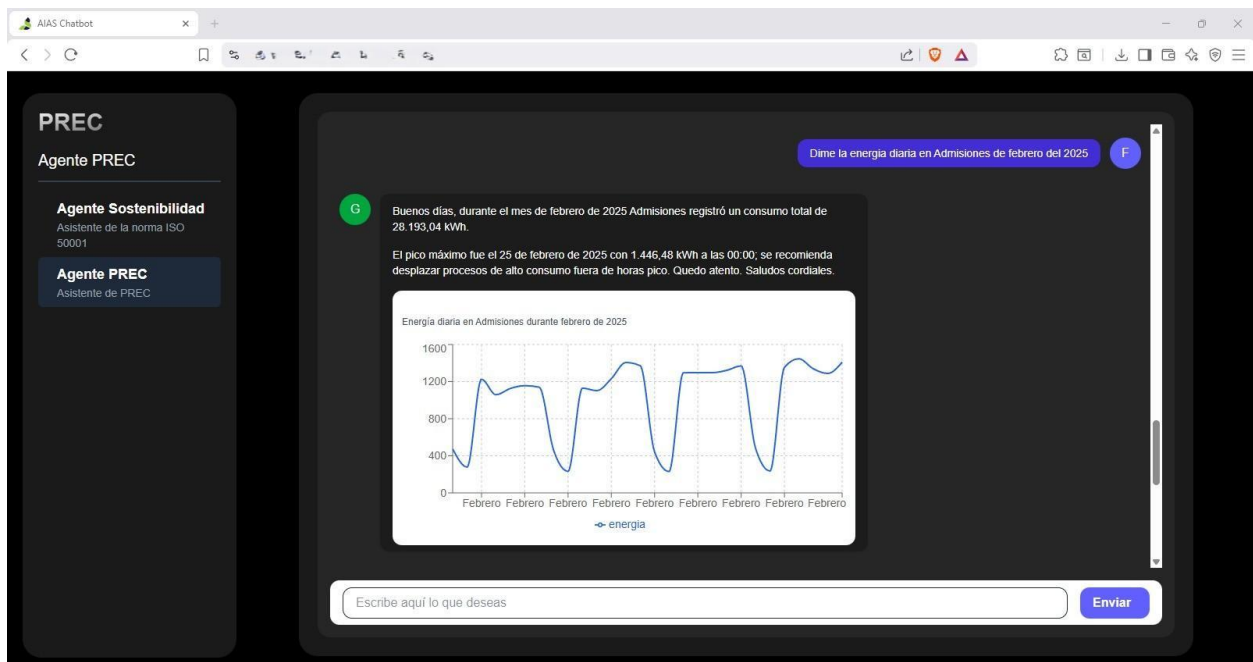 AIAS Chatbot
PREC
Agente PREC
Agente Sostenibilidad
Asistente de la norma ISO
50001
Agente PREC
Asistente de PREC
Dime la energia diaria en Admisiones de febrero del 2025
F
G
Buenos días, durante el mes de febrero de 2025 Admisiones registró un consumo total de
28.193,04 kWh.
El pico máximo fue el 25 de febrero de 2025 con 1.446,48 kWh a las 00:00; se recomienda
desplazar procesos de alto consumo fuera de horas pico. Quedo atento. Saludos cordiales.
Energía diaria en Admisiones durante febrero de 2025
1600
1200
800
400
0
Febrero Febrero Febrero Febrero Febrero Febrero Febrero Febrero Febrero
energia
Escribe aquí lo que deseas
Enviar